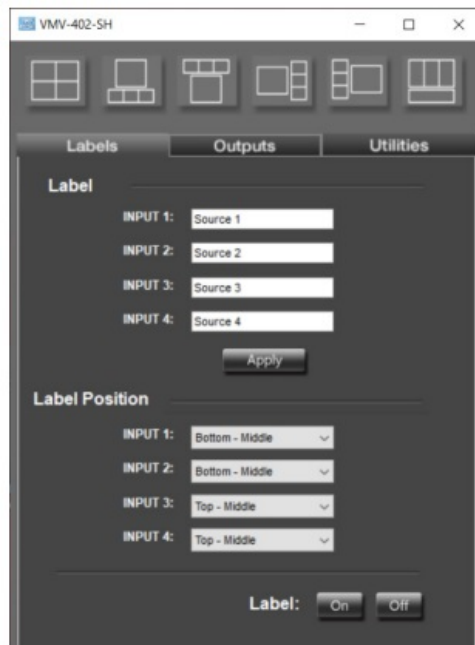 VMV-402-SH
Labels Outputs Utilities
Label
INPUT 1: Source 1
INPUT 2: Source 2
INPUT 3: Source 3
INPUT 4: Source 4
Apply
Label Position
INPUT 1: Bottom - Middle
INPUT 2: Bottom - Middle
INPUT 3: Top - Middle
INPUT 4: Top - Middle
Label: On Off